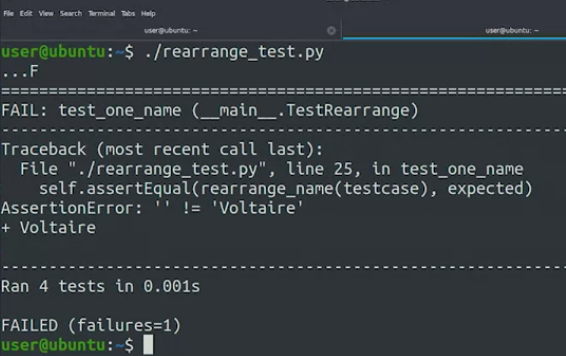 File Edit View Search Terminal Tabs Help
user@ubuntu: ~ user@ubuntu: ~
user@ubuntu:~$ ./rearrange_test.py
...F
======================================================================
FAIL: test_one_name (__main__.TestRearrange)
----------------------------------------------------------------------
Traceback (most recent call last):
  File "./rearrange_test.py", line 25, in test_one_name
    self.assertEqual(rearrange_name(testcase), expected)
AssertionError: '' != 'Voltaire'
+ Voltaire
----------------------------------------------------------------------
Ran 4 tests in 0.001s
FAILED (failures=1)
user@ubuntu:~$